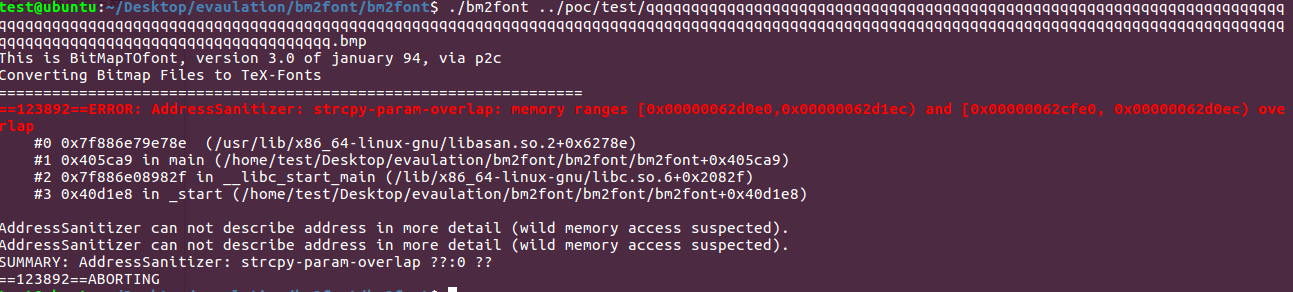 test@ubuntu:~/Desktop/evaulation/bm2font/bm2font$ ./bm2font ../poc/test/qqqqqqqqqqqqqqqqqqqqqqqqqqqqqqqqqqqqqqqqqqqqqqqqqqqqqqqqqqqqqqqqqqqqqqq
qqqqqqqqqqqqqqqqqqqqqqqqqqqqqqqqqqqqqqqqqqqqqqqqqqqqqqqqqqqqqqqqqqqqqqqqqqqqqqqqqqqqqqqqqqqqqqqqqqqqqqqqqqqqqqqqqqqqqqqqqqqqqqqqqqqqqqqqqqqqqqq
qqqqqqqqqqqqqqqqqqqqqqqqqqqqqqqqqqqqq.bmp
This is BitMapTOfont, version 3.0 of january 94, via p2c
Converting Bitmap Files to TeX-Fonts
=================================================================
==123892==ERROR: AddressSanitizer: strcpy-param-overlap: memory ranges [0x00000062d0e0,0x00000062d1ec) and [0x00000062cfe0, 0x00000062d0ec) ove
rlap
#0 0x7f886e79e78e  (/usr/lib/x86_64-linux-gnu/libasan.so.2+0x6278e)
#1 0x405ca9 in main (/home/test/Desktop/evaulation/bm2font/bm2font/bm2font+0x405ca9)
#2 0x7f886e08982f in __libc_start_main (/lib/x86_64-linux-gnu/libc.so.6+0x2082f)
#3 0x40d1e8 in _start (/home/test/Desktop/evaulation/bm2font/bm2font/bm2font+0x40d1e8)
AddressSanitizer can not describe address in more detail (wild memory access suspected).
AddressSanitizer can not describe address in more detail (wild memory access suspected).
SUMMARY: AddressSanitizer: strcpy-param-overlap ??:0 ??
==123892==ABORTING